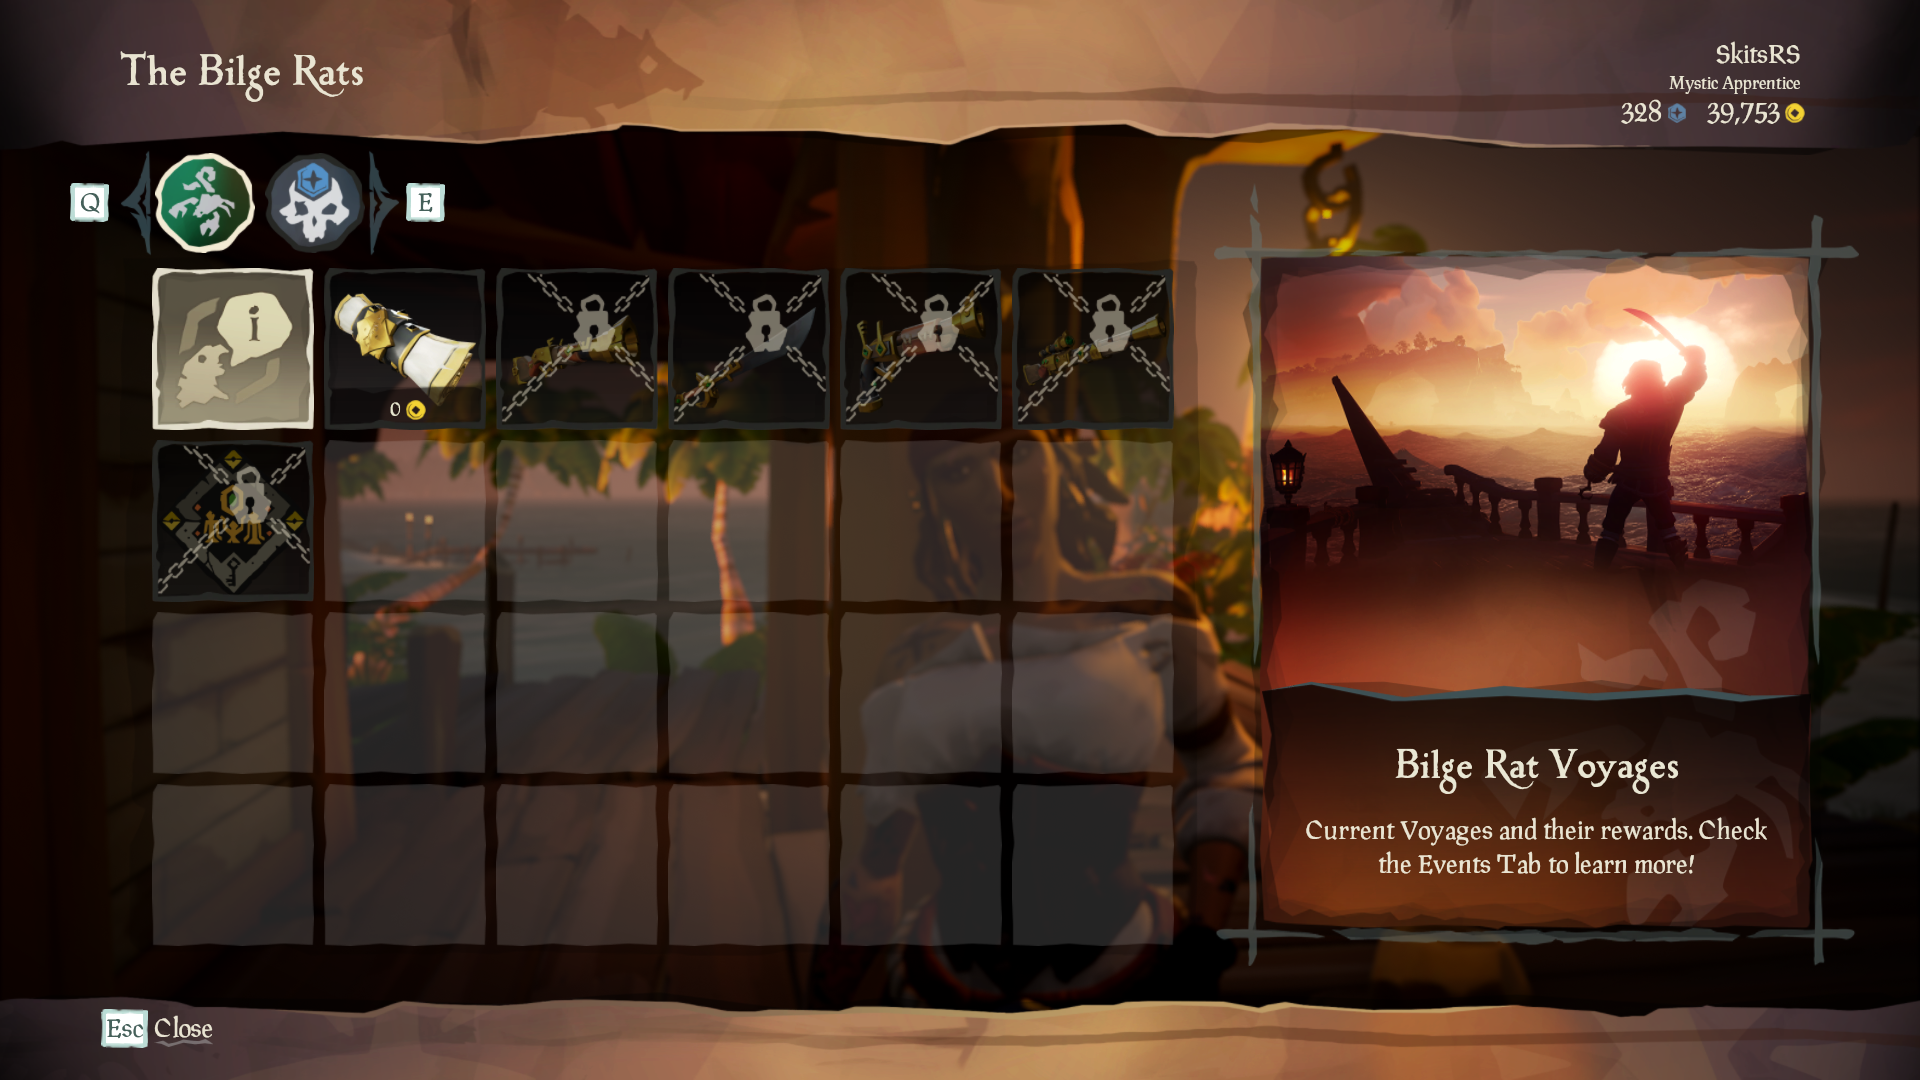 The Bilge Rats
SkitsRS
Mystic Apprentice
328 39,753
Q
E
i
0
Bilge Rat Voyages
Current Voyages and their rewards. Check
the Events Tab to learn more!
Esc Close